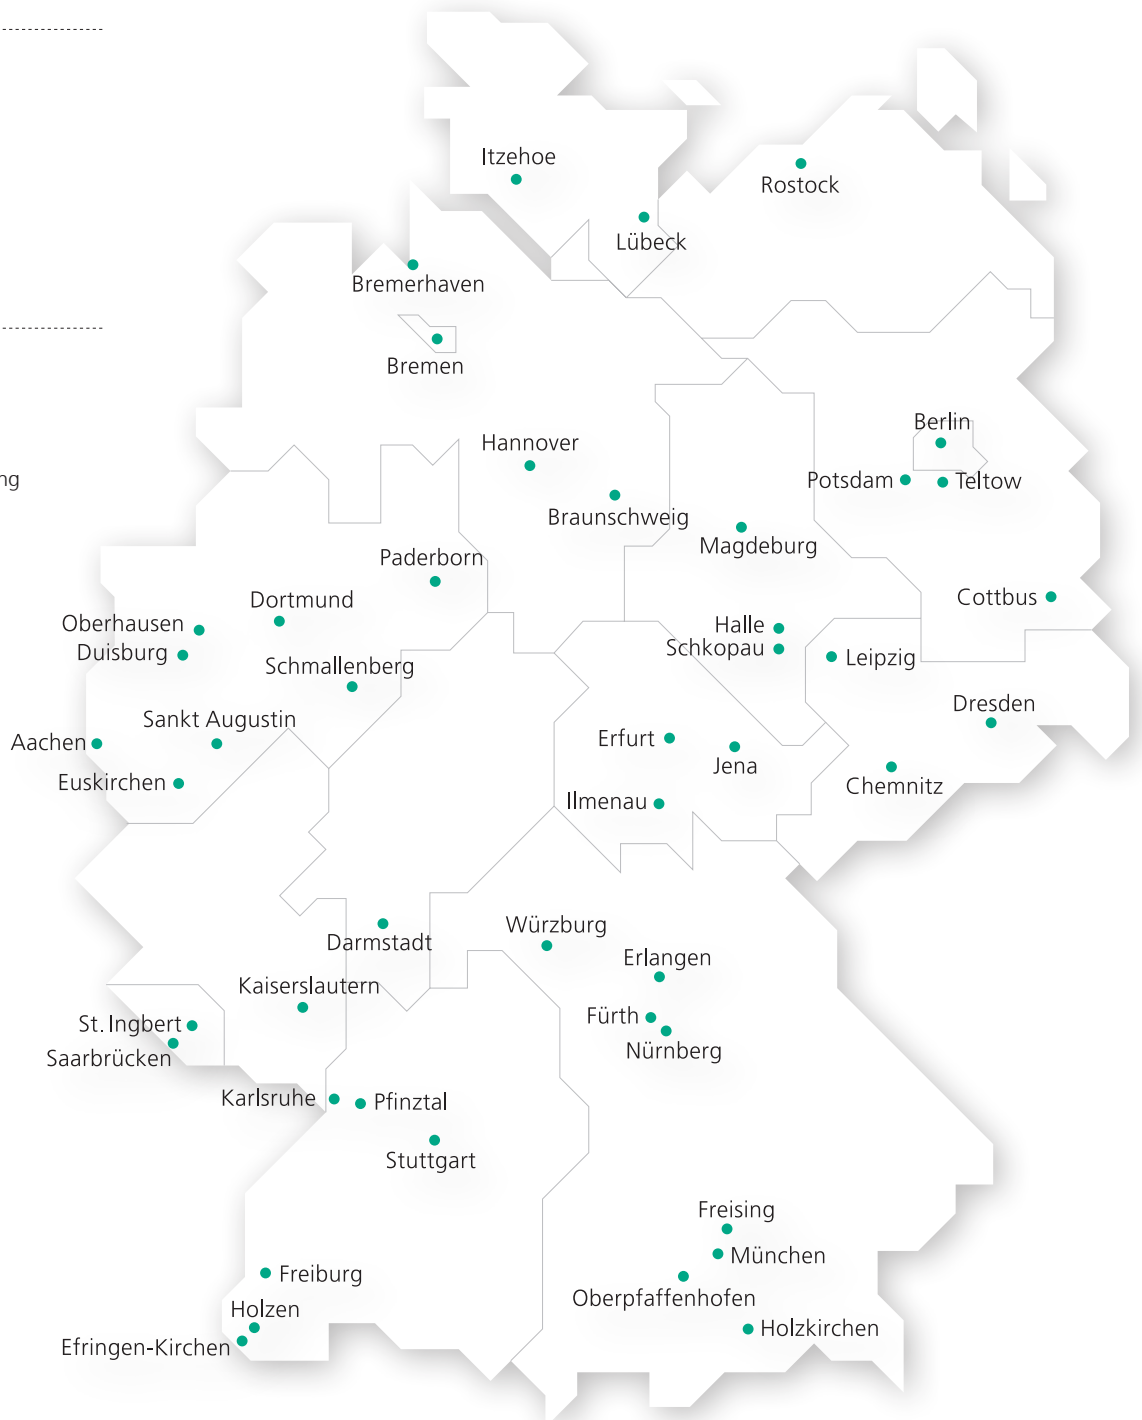 Itzehoe
Rostock
Lübeck
Bremerhaven
Bremen
Berlin
Hannover
ng
Potsdam
Teltow
Braunschweig
Magdeburg
Paderborn
Cottbus
Dortmund
Oberhausen
Halle
Duisburg
Schkopau
Leipzig
Schmallenberg
Dresden
Sankt Augustin
Aachen
Erfurt
Jena
Euskirchen
Chemnitz
Ilmenau
Würzburg
Darmstadt
Erlangen
Kaiserslautern
Fürth
St. Ingbert
Nürnberg
Saarbrücken
Karlsruhe
Pfinztal
Stuttgart
Freising
München
Freiburg
Oberpfaffenhofen
Holzen
Holzkirchen
Efringen-Kirchen